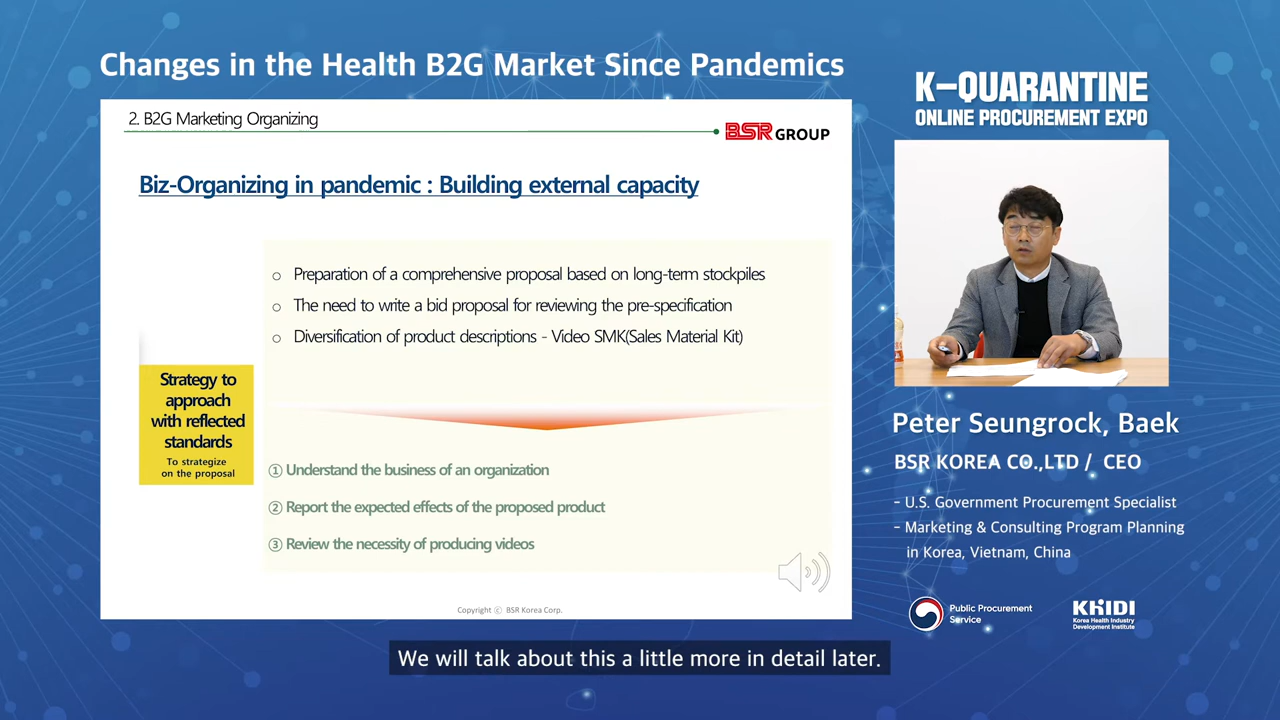 Changes in the Health B2G Market Since Pandemics
2. B2G Marketing Organizing
BSR GROUP
Biz-Organizing in pandemic : Building external capacity
o Preparation of a comprehensive proposal based on long-term stockpiles
o The need to write a bid proposal for reviewing the pre-specification
o Diversification of product descriptions - Video SMK(Sales Material Kit)
Strategy to
approach
with reflected
standards
To strategize
on the proposal
① Understand the business of an organization
② Report the expected effects of the proposed product
③ Review the necessity of producing videos
Copyright ⓒ BSR Korea Corp.
K-QUARANTINE
ONLINE PROCUREMENT EXPO
Peter Seungrock, Baek
BSR KOREA CO.,LTD / CEO
- U.S. Government Procurement Specialist
- Marketing & Consulting Program Planning
in Korea, Vietnam, China
Public Procurement
Service
KHIDI
Korea Health Industry
Development Institute
We will talk about this a little more in detail later.